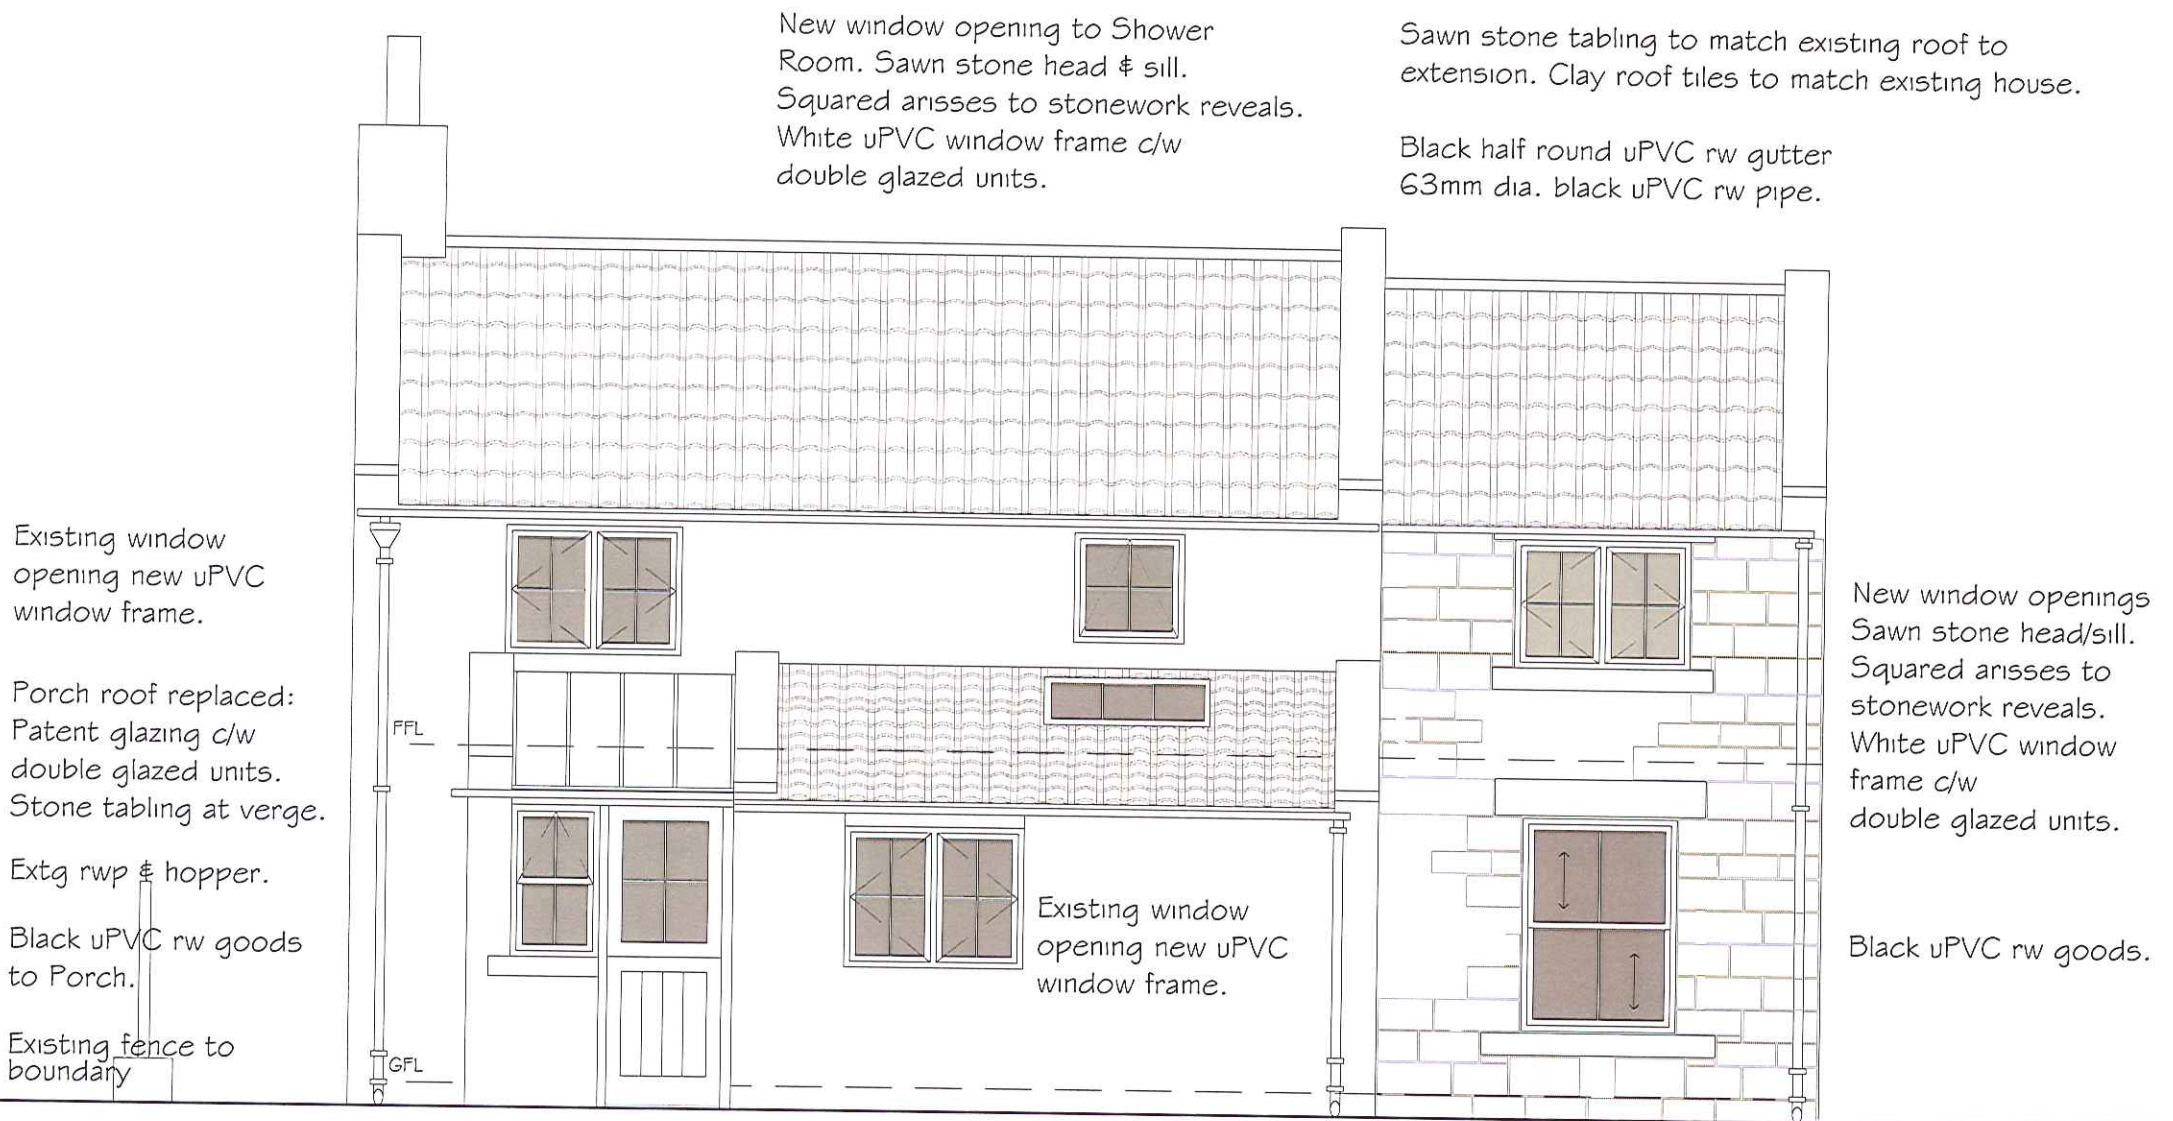 New window opening to Shower
Room. Sawn stone head & sill.
Squared arisses to stonework reveals.
White uPVC window frame c/w
double glazed units.
Sawn stone tabling to match existing roof to
extension. Clay roof tiles to match existing house.
Black half round uPVC rw gutter
63mm dia. black uPVC rw pipe.
Existing window
opening new uPVC
window frame.
Porch roof replaced:
Patent glazing c/w
double glazed units.
Stone tabling at verge.
Extg rwp & hopper.
Black uPVC rw goods
to Porch.
Existing fence to
boundary
FFL
GFL
Existing window
opening new uPVC
window frame.
New window openings
Sawn stone head/sill.
Squared arisses to
stonework reveals.
White uPVC window
frame c/w
double glazed units.
Black uPVC rw goods.